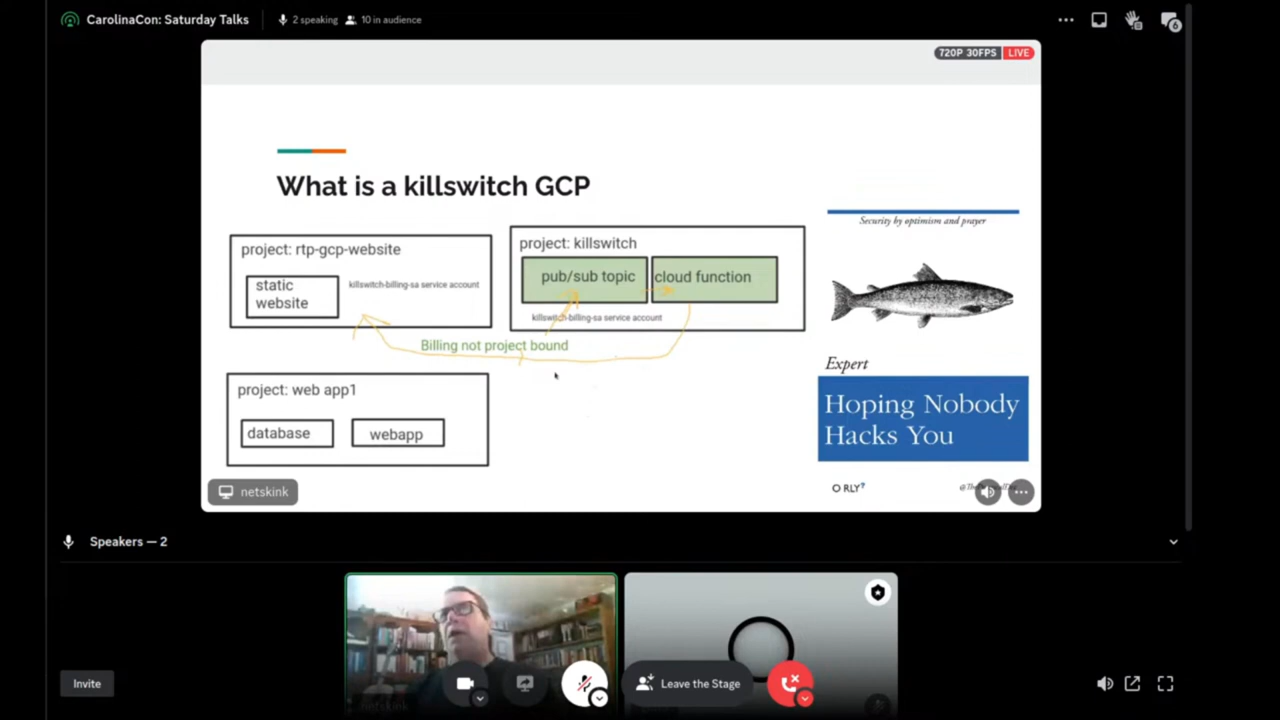 CarolinaCon: Saturday Talks
2 speaking
10 in audience
6
720P 30FPS
LIVE
What is a killswitch GCP
project: rtp-gcp-website
static
website
killswitch-billing-sa service account
project: killswitch
pub/sub topic
cloud function
killswitch-billing-sa service account
Billing not project bound
project: web app1
database
webapp
Security by optimism and prayer
Expert
Hoping Nobody
Hacks You
O RLY?
netskink
Speakers — 2
Invite
netskink
Leave the Stage